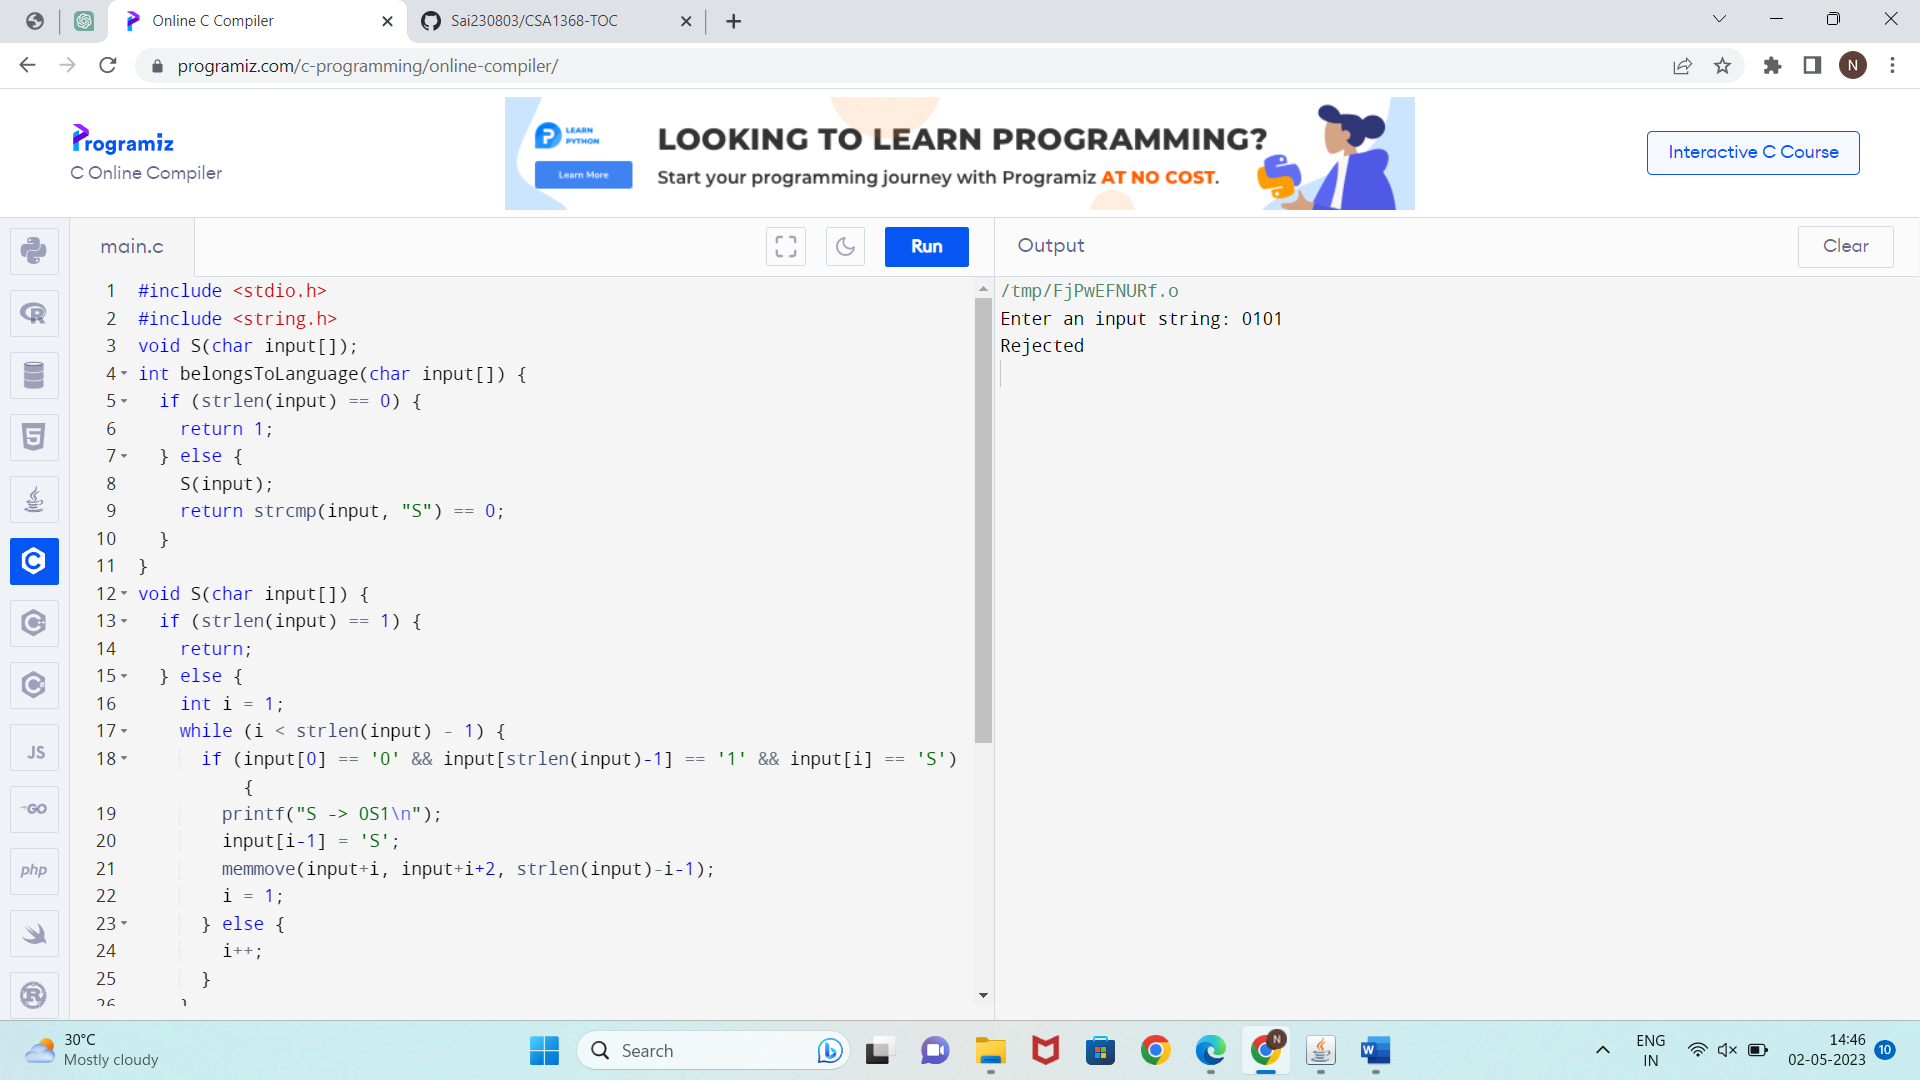 Online C Compiler
Sai230803/CSA1368-TOC
programiz.com/c-programming/online-compiler/
N
Programiz
C Online Compiler
LEARN
PYTHON
Learn More
LOOKING TO LEARN PROGRAMMING?
Start your programming journey with Programiz AT NO COST.
Interactive C Course
main.c
Run
Output
Clear
1 #include <stdio.h>
2 #include <string.h>
3 void S(char input[]);
4 int belongsToLanguage(char input[]) {
5 if (strlen(input) == 0) {
6 return 1;
7 } else {
8 S(input);
9 return strcmp(input, "S") == 0;
10 }
11 }
12 void S(char input[]) {
13 if (strlen(input) == 1) {
14 return;
15 } else {
16 int i = 1;
17 while (i < strlen(input) - 1) {
18 if (input[0] == '0' && input[strlen(input)-1] == '1' && input[i] == 'S')
{
19 printf("S -> 0S1\n");
20 input[i-1] = 'S';
21 memmove(input+i, input+i+2, strlen(input)-i-1);
22 i = 1;
23 } else {
24 i++;
25 }
26 }
/tmp/FjPwEFNURf.o
Enter an input string: 0101
Rejected
JS
GO
php
30°C
Mostly cloudy
Search
N
W
ENG
IN
14:46
02-05-2023
10